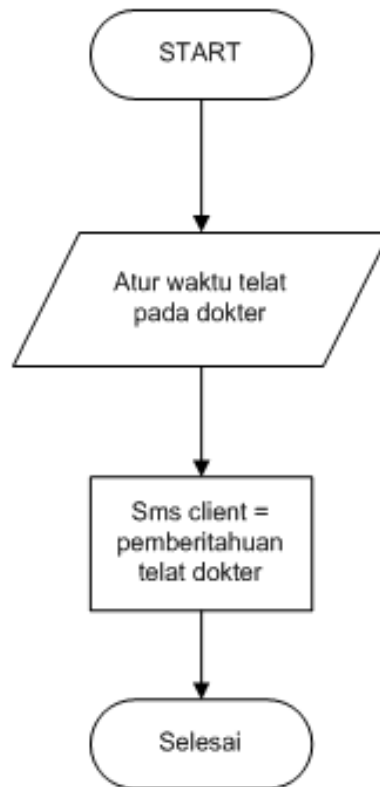 START
Atur waktu telat
pada dokter
Sms client =
pemberitahuan
telat dokter
Selesai